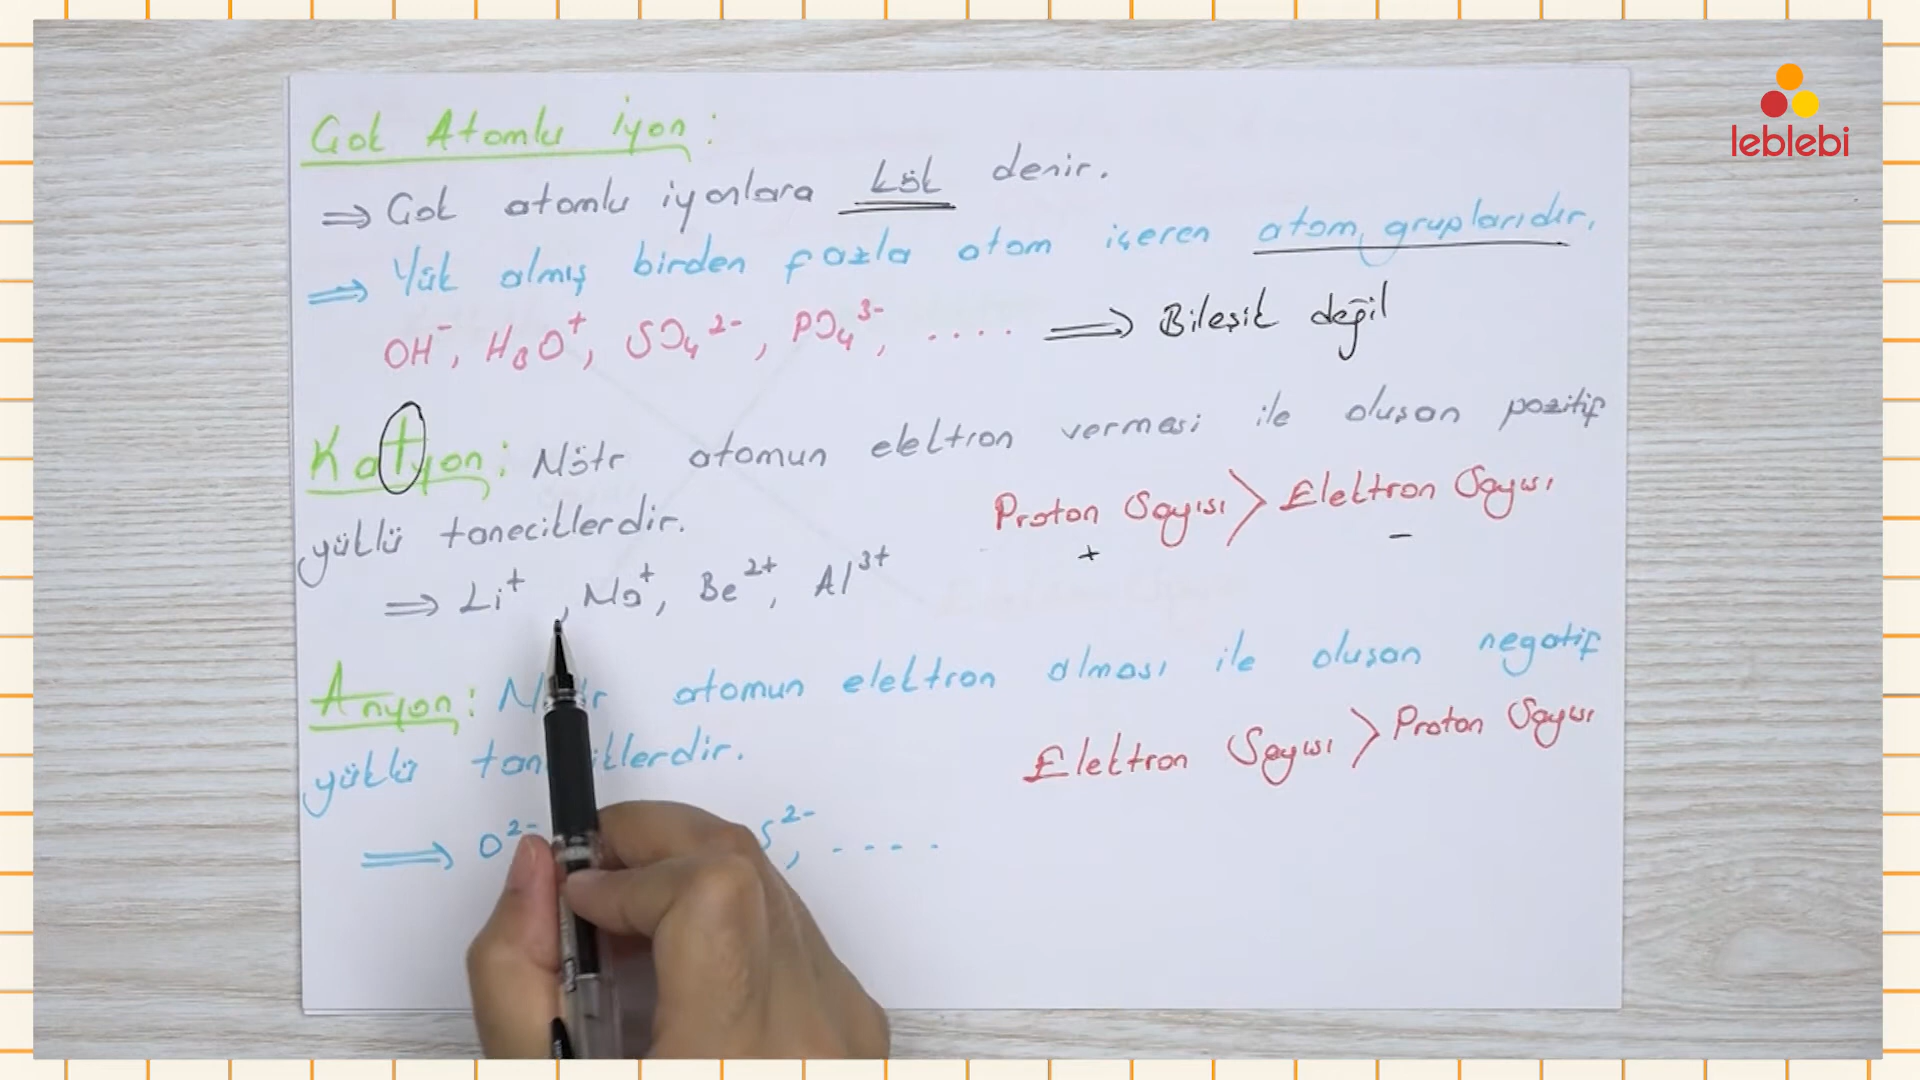 Çok Atomlu İyon:
⇒ Çok atomlu iyonlara kök denir.
⇒ Yük almış birden fazla atom içeren atom gruplarıdır.
OH⁻, H₃O⁺, SO₄²⁻, PO₄³⁻, .... ⇒ Bileşik değil
Katyon: Nötr atomun elektron vermesi ile oluşan pozitif
yüklü taneciklerdir.
Proton Sayısı > Elektron Sayısı
+ −
⇒ Li⁺, Na⁺, Be²⁺, Al³⁺
Anyon: atomun elektron alması ile oluşan negatif
yüklü
Elektron Sayısı > Proton Sayısı
⇒ O²⁻ S²⁻, ....
leblebi